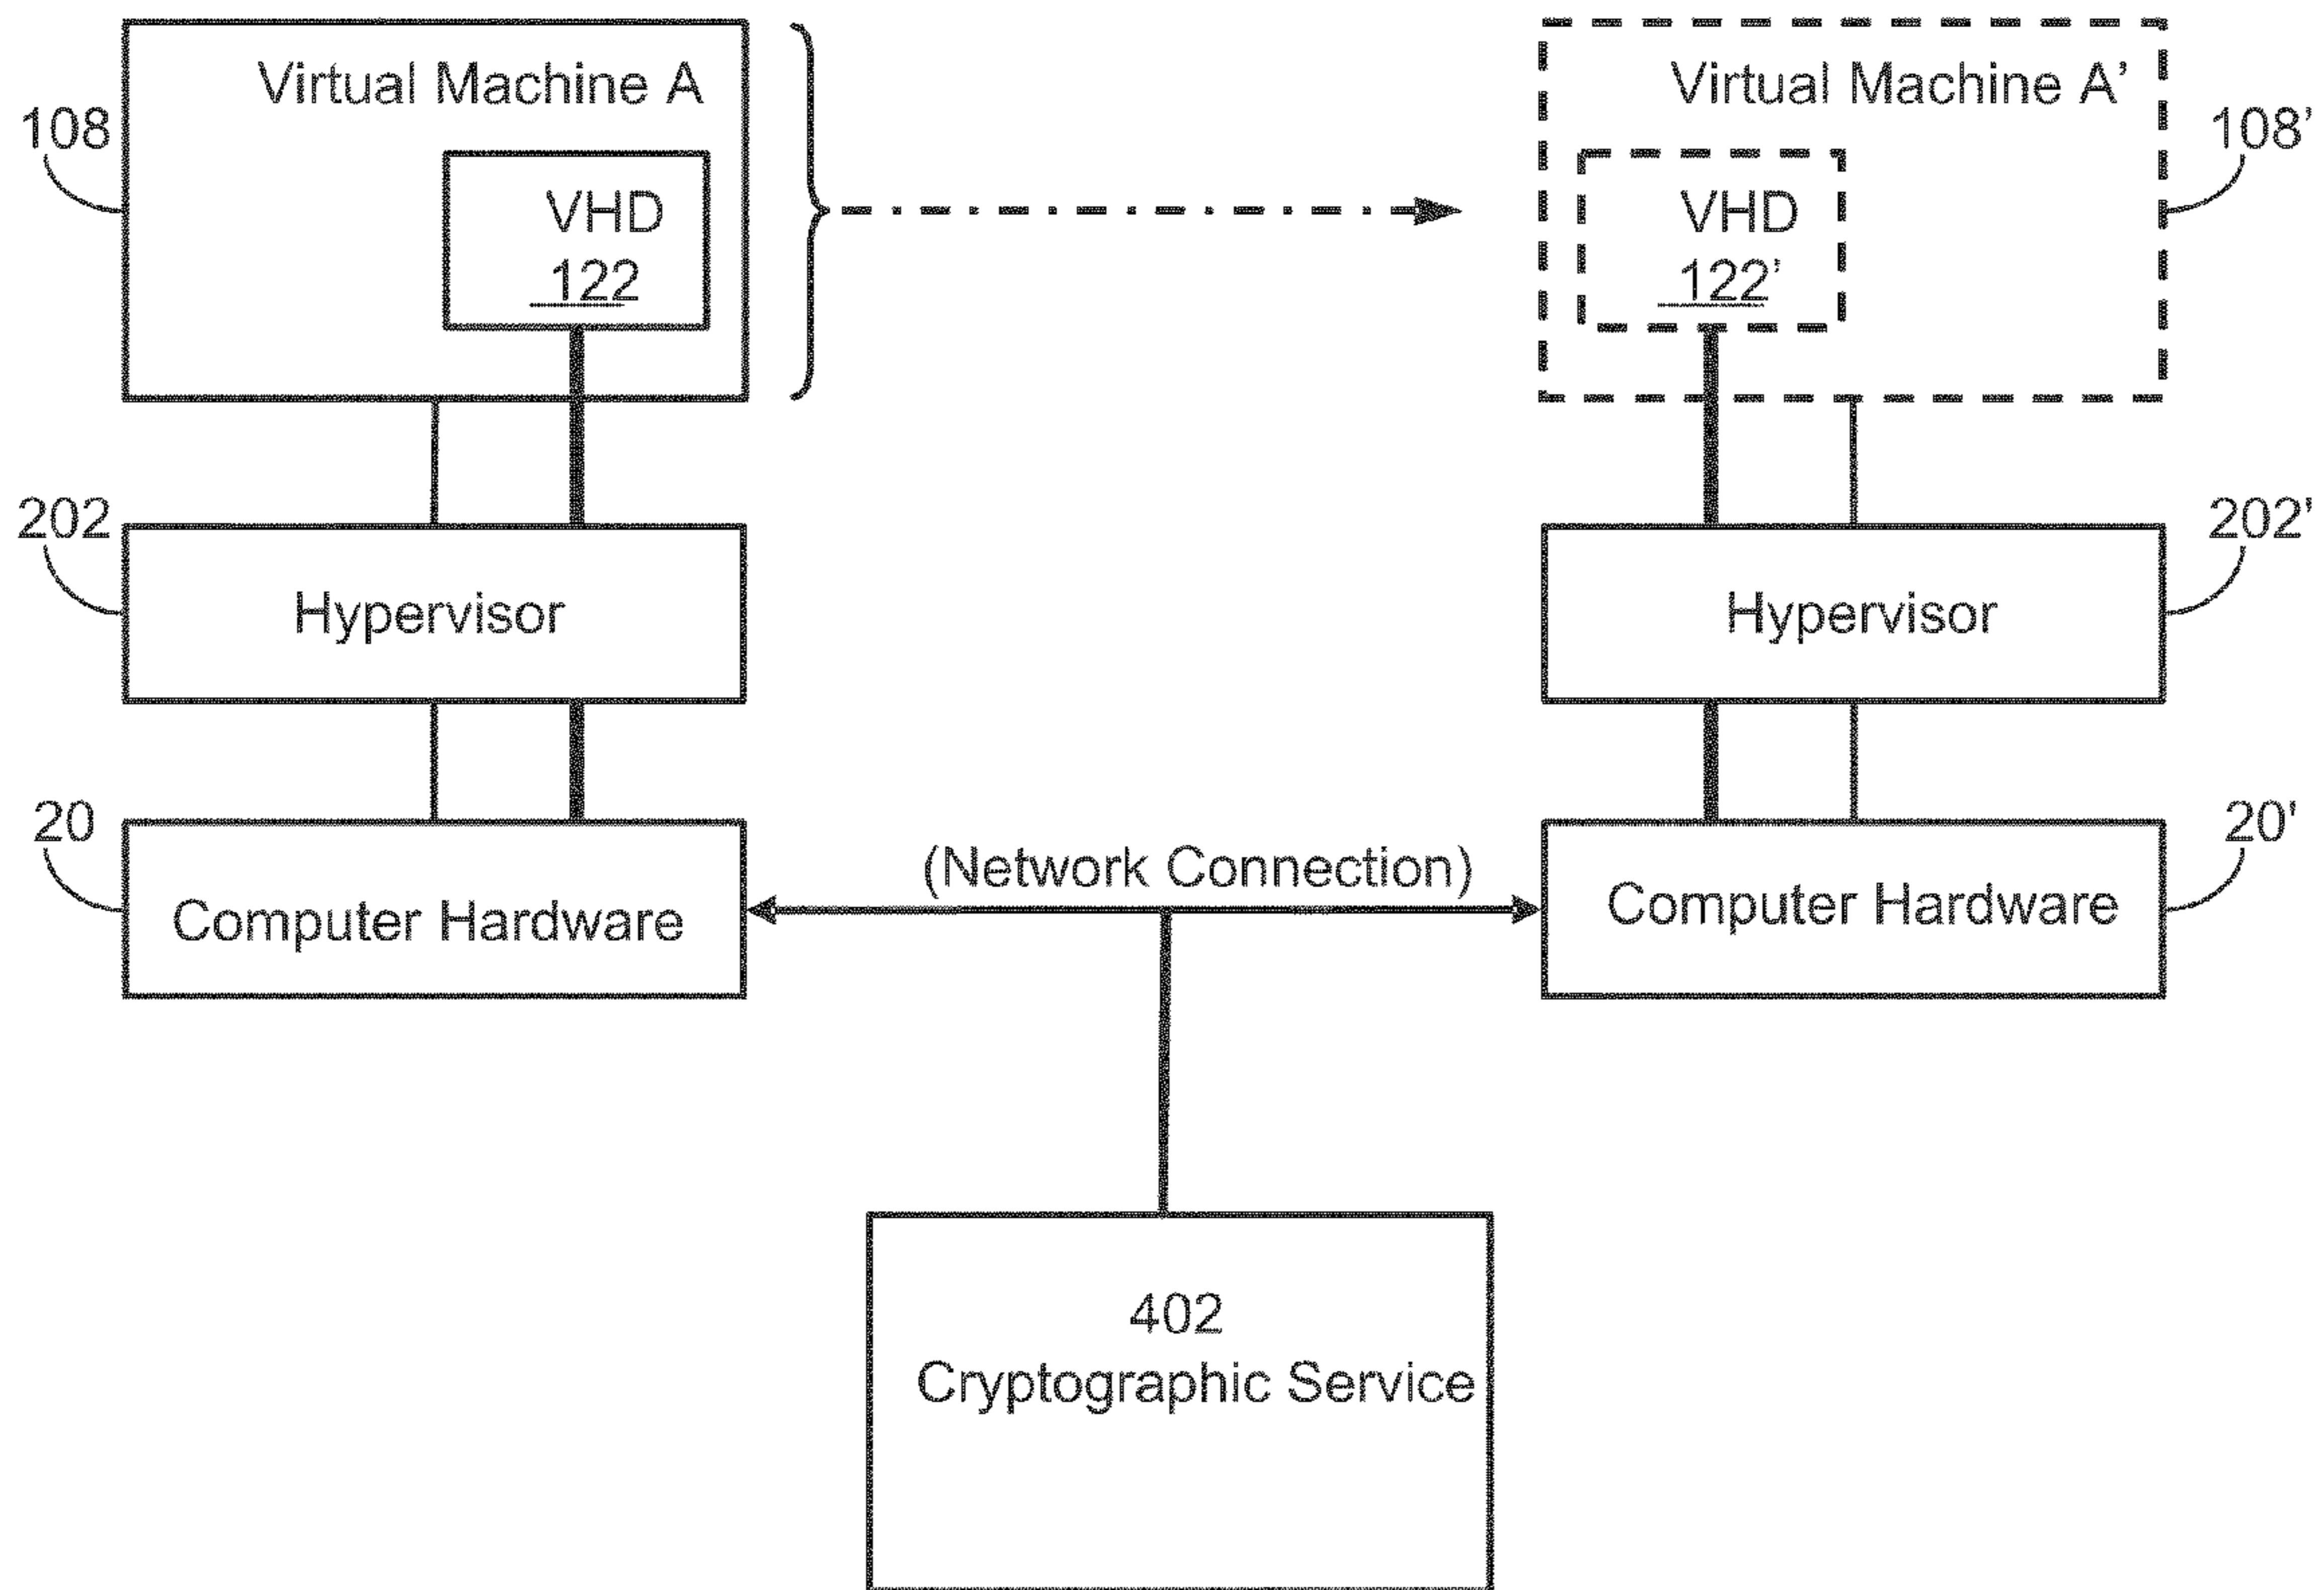 Virtual Machine A
108
VHD
122
Virtual Machine A’
108’
VHD
122’
202
Hypervisor
Hypervisor
202’
20
Computer Hardware
(Network Connection)
Computer Hardware
20'
402
Cryptographic Service